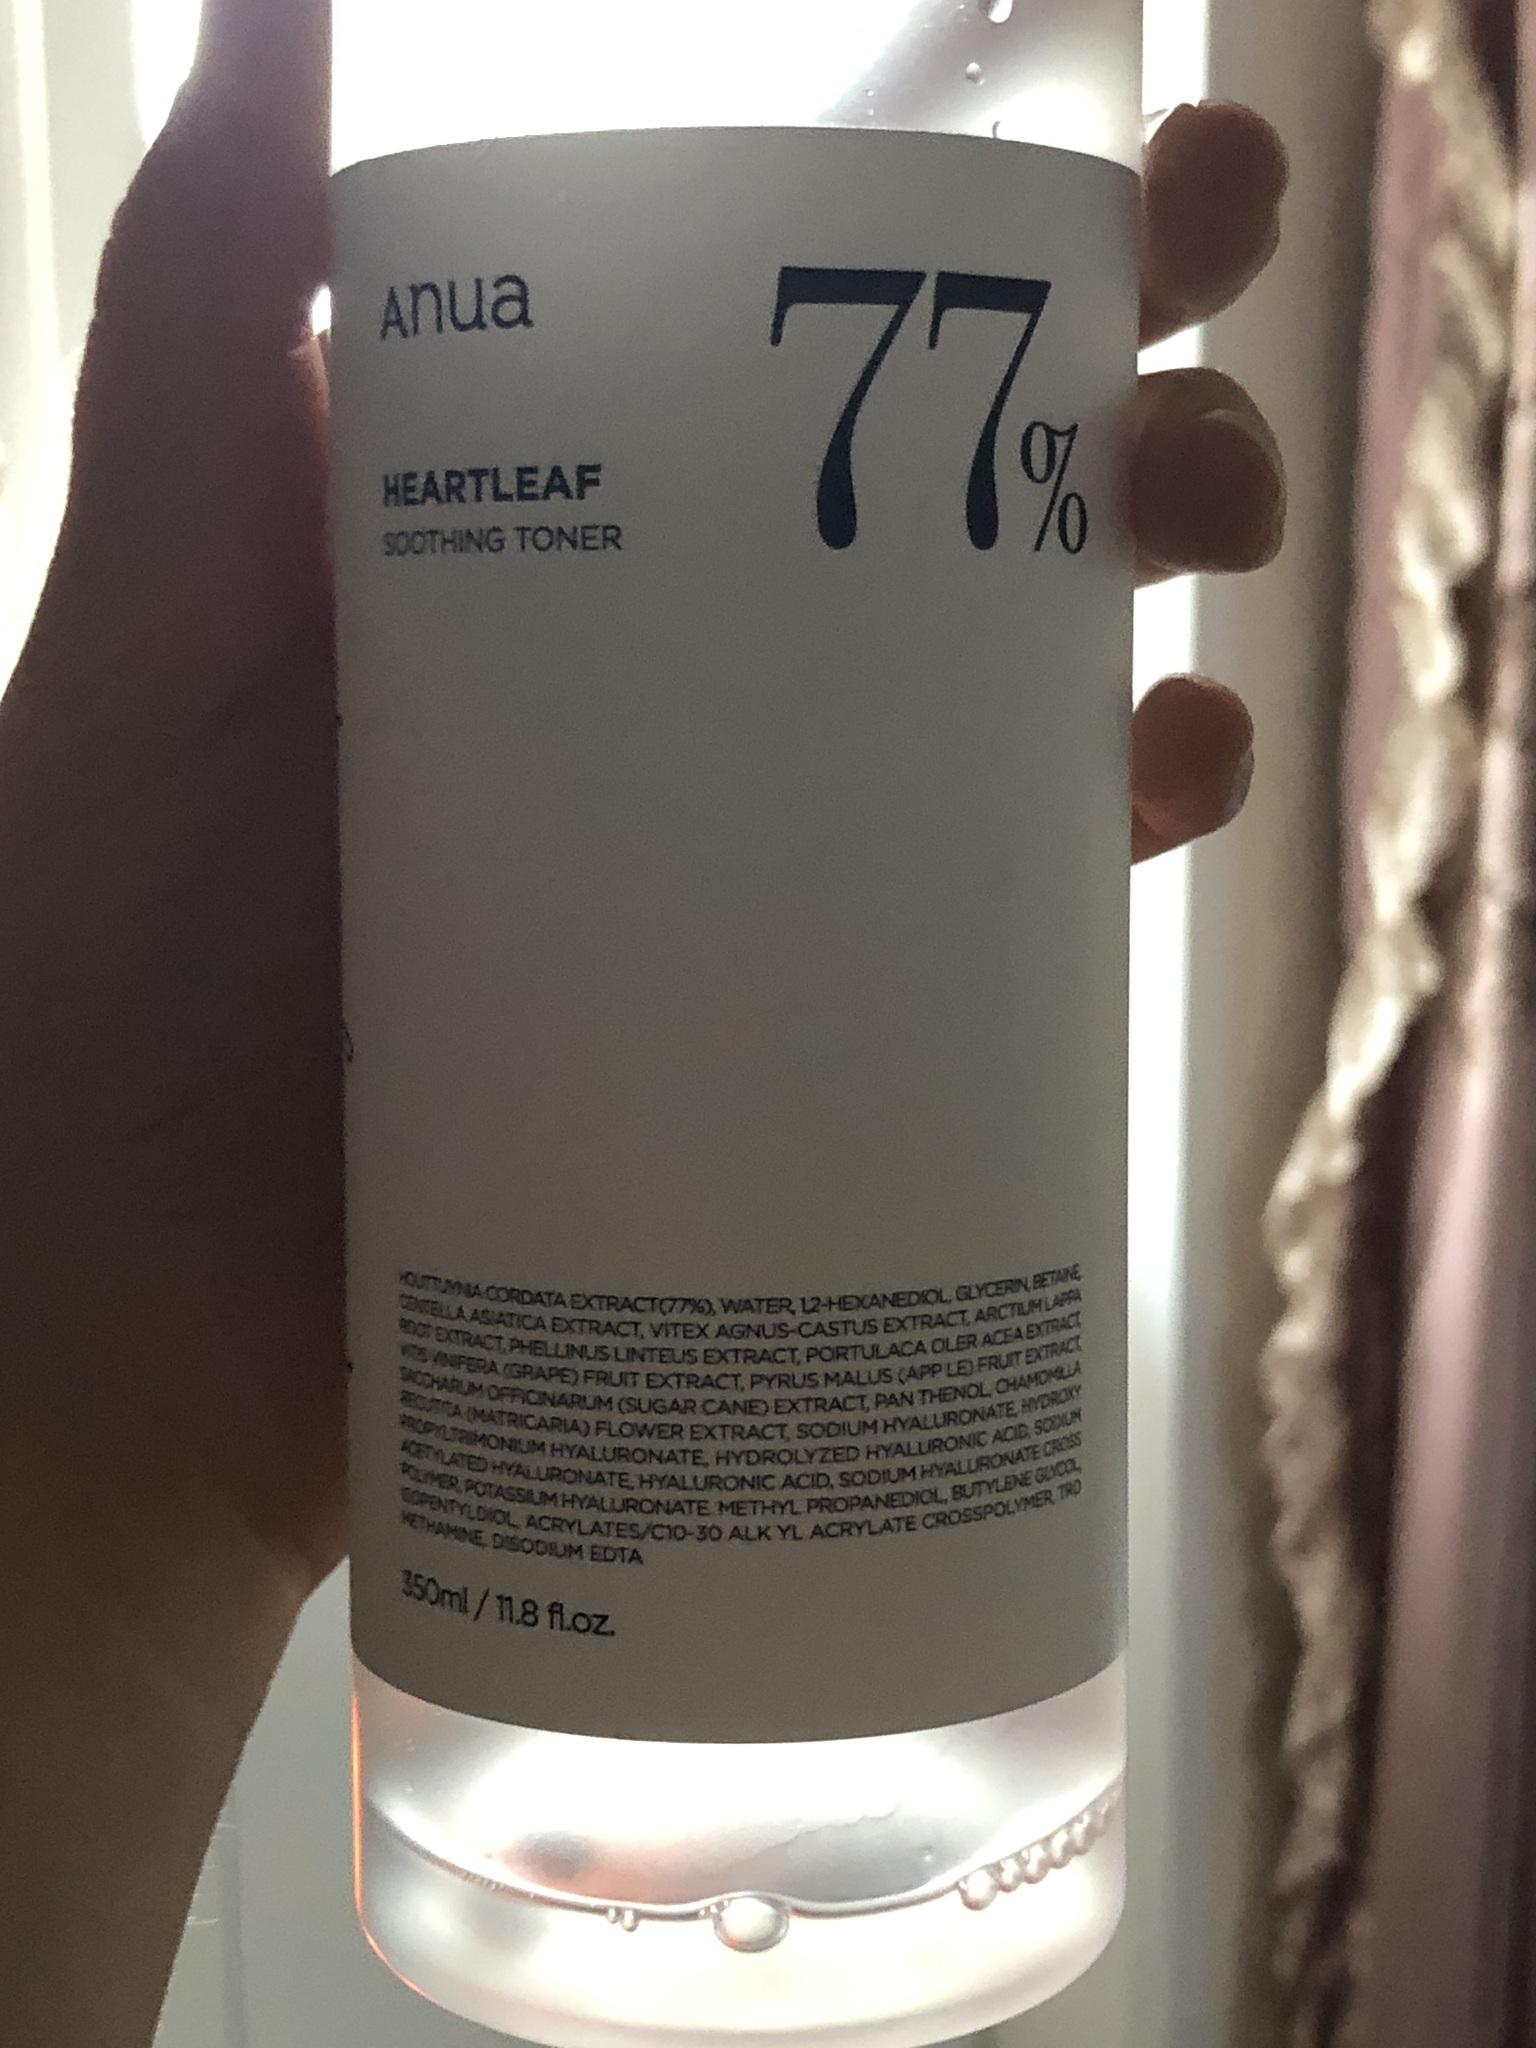 Anua
77%
HEARTLEAF
SOOTHING TONER
HOUTTUYNIA CORDATA EXTRACT(77%), WATER, 1,2-HEXANEDIOL, GLYCERIN, BETAINE,
CENTELLA ASIATICA EXTRACT, VITEX AGNUS-CASTUS EXTRACT, ARCTIUM LAPPA
ROOT EXTRACT, PHELLINUS LINTEUS EXTRACT, PORTULACA OLER ACEA EXTRACT,
VITIS VINIFERA (GRAPE) FRUIT EXTRACT, PYRUS MALUS (APP LE) FRUIT EXTRACT,
SACCHARUM OFFICINARUM (SUGAR CANE) EXTRACT, PAN THENOL, CHAMOMILLA
RECUTITA (MATRICARIA) FLOWER EXTRACT, SODIUM HYALURONATE, HYDROXY
PROPYLTRIMONIUM HYALURONATE, HYDROLYZED HYALURONIC ACID, SODIUM
ACETYLATED HYALURONATE, HYALURONIC ACID, SODIUM HYALURONATE CROSS
POLYMER, POTASSIUM HYALURONATE. METHYL PROPANEDIOL, BUTYLENE GLYCOL,
ISOPENTYLDIOL, ACRYLATES/C10-30 ALK YL ACRYLATE CROSSPOLYMER, TRO
METHAMINE, DISODIUM EDTA
350ml / 11.8 fl.oz.